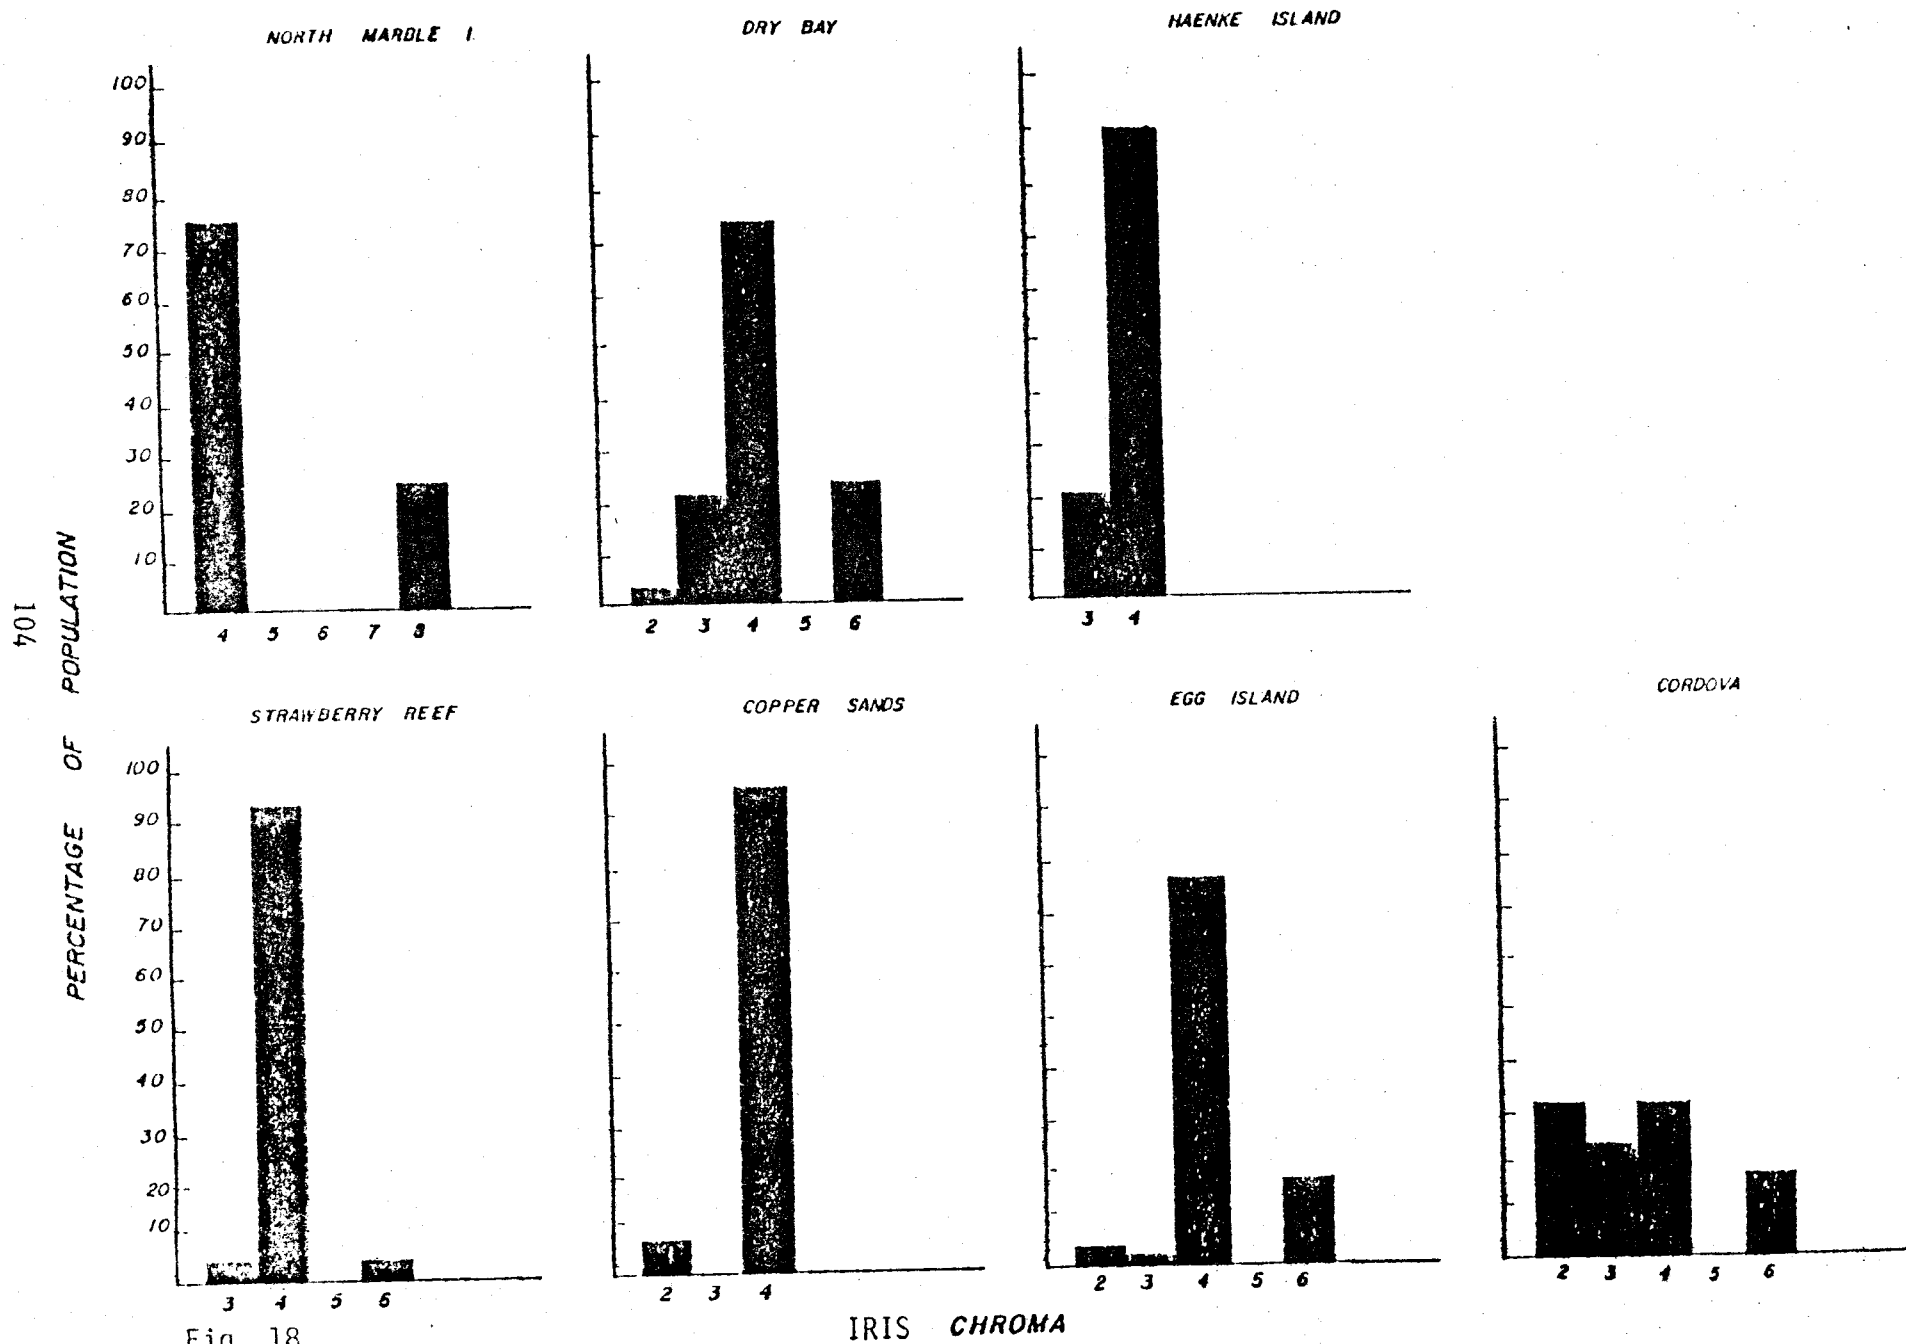 NORTH MARBLE I.
DRY BAY
HAENKE ISLAND
100
90
80
70
60
50
40
30
20
10
4 5 6 7 8
2 3 4 5 6
3 4
104
PERCENTAGE OF POPULATION
STRAWBERRY REEF
COPPER SANDS
EGG ISLAND
CORDOVA
100
90
80
70
60
50
40
30
20
10
3 4 5 6
2 3 4
2 3 4 5 6
2 3 4 5 6
Fig 18
IRIS CHROMA